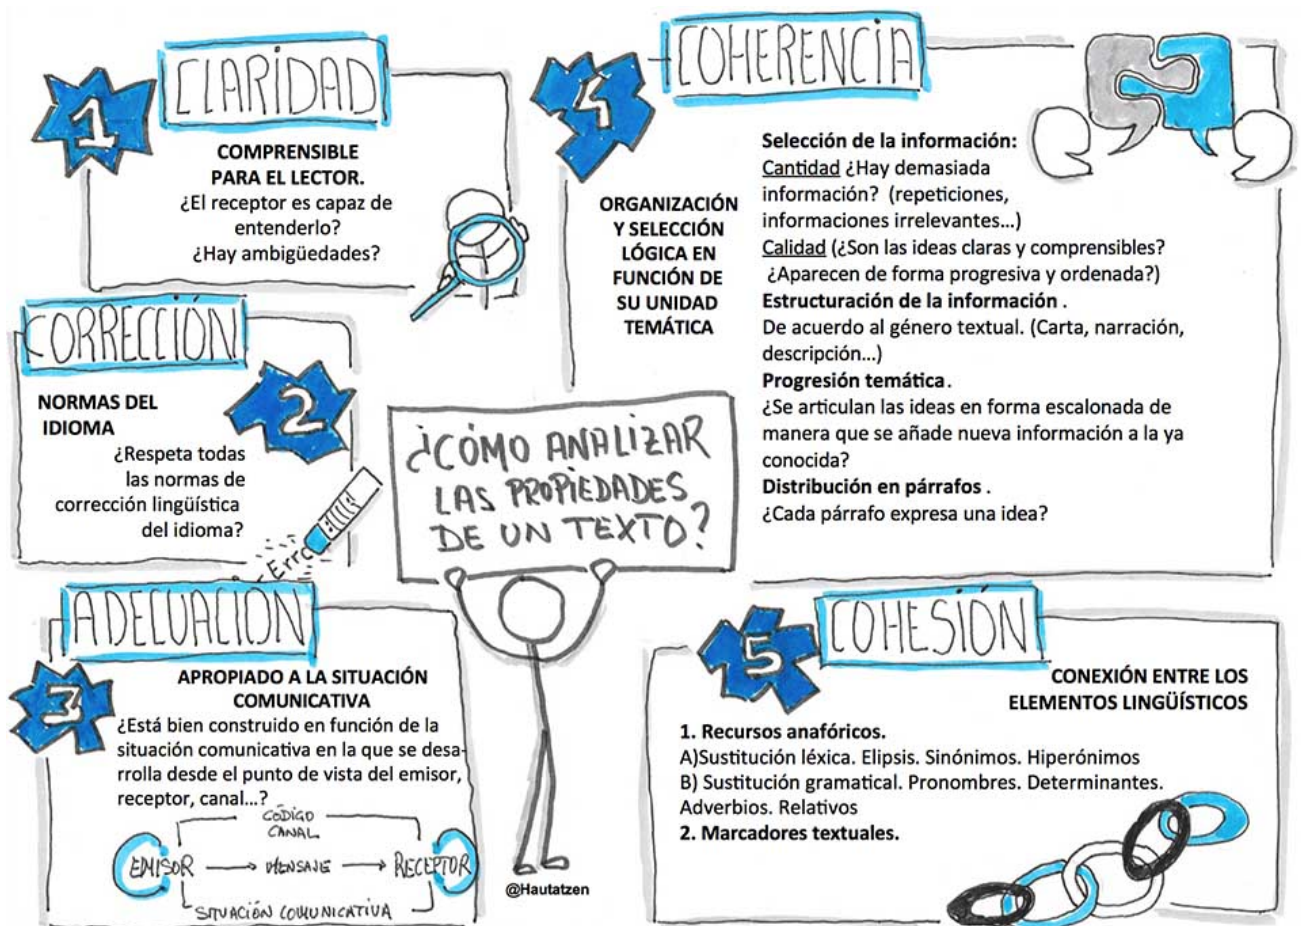 CLARIDAD
1
COMPRENSIBLE
PARA EL LECTOR.
¿El receptor es capaz de
entenderlo?
¿Hay ambigüedades?
CORRECCIÓN
2
NORMAS DEL
IDIOMA
¿Respeta todas
las normas de
corrección lingüística
del idioma?
Erro
ADECUACIÓN
3
APROPIADO A LA SITUACIÓN
COMUNICATIVA
¿Está bien construido en función de la
situación comunicativa en la que se desa-
rrolla desde el punto de vista del emisor,
receptor, canal...?
CÓDIGO
CANAL
EMISOR MENSAJE RECEPTOR
SITUACIÓN COMUNICATIVA
¿CÓMO ANALIZAR
LAS PROPIEDADES
DE UN TEXTO?
@Hautatzen
COHERENCIA
4
ORGANIZACIÓN
Y SELECCIÓN
LÓGICA EN
FUNCIÓN DE
SU UNIDAD
TEMÁTICA
Selección de la información:
Cantidad ¿Hay demasiada
información? (repeticiones,
informaciones irrelevantes...)
Calidad (¿Son las ideas claras y comprensibles?
¿Aparecen de forma progresiva y ordenada?)
Estructuración de la información .
De acuerdo al género textual. (Carta, narración,
descripción...)
Progresión temática.
¿Se articulan las ideas en forma escalonada de
manera que se añade nueva información a la ya
conocida?
Distribución en párrafos .
¿Cada párrafo expresa una idea?
COHESIÓN
5
CONEXIÓN ENTRE LOS
ELEMENTOS LINGÜÍSTICOS
1. Recursos anafóricos.
A)Sustitución léxica. Elipsis. Sinónimos. Hiperónimos
B) Sustitución gramatical. Pronombres. Determinantes.
Adverbios. Relativos
2. Marcadores textuales.